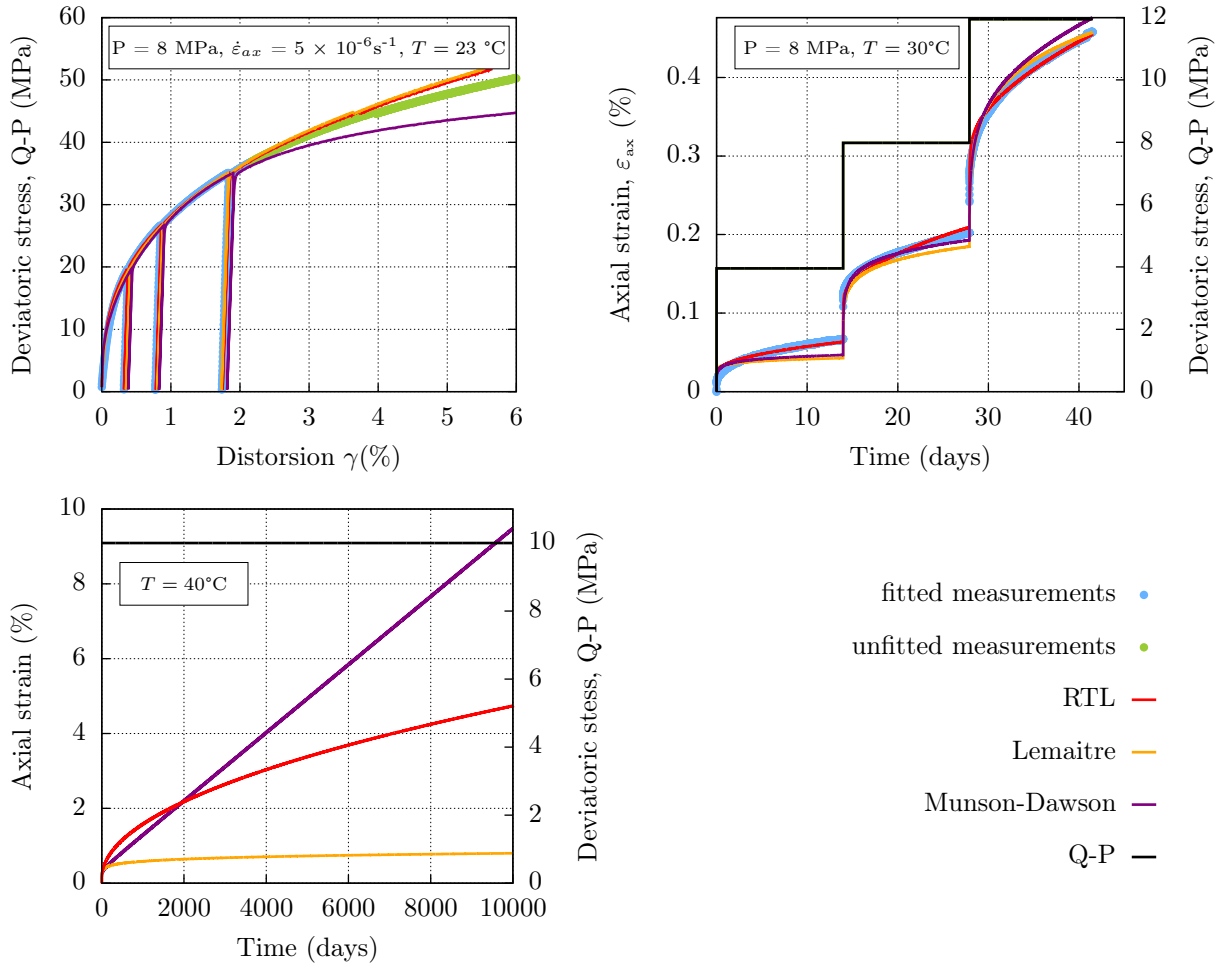 P = 8 MPa, ε̇ax = 5 × 10⁻⁶s⁻¹, T = 23 °C
Deviatoric stress, Q-P (MPa)
60
50
40
30
20
10
0
0 1 2 3 4 5 6
Distorsion γ(%)
P = 8 MPa, T = 30°C
Axial strain, εax (%)
0.4
0.3
0.2
0.1
0
0 10 20 30 40
Time (days)
12
10
8
6
4
2
0
Deviatoric stress, Q-P (MPa)
T = 40°C
Axial strain (%)
10
8
6
4
2
0
0 2000 4000 6000 8000 10000
Time (days)
10
8
6
4
2
0
Deviatoric stess, Q-P (MPa)
fitted measurements
unfitted measurements
RTL
Lemaitre
Munson-Dawson
Q-P